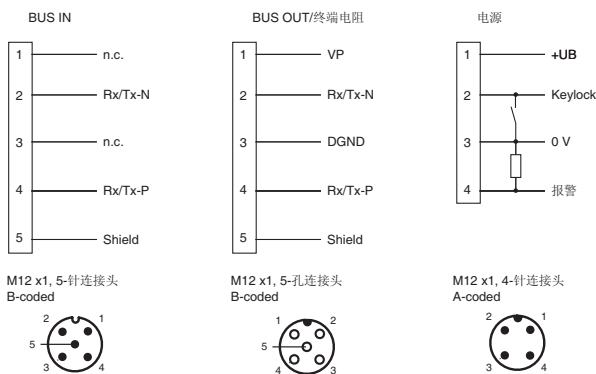 BUS IN
BUS OUT/终端电阻
电源
1
n.c.
2
Rx/Tx-N
3
n.c.
4
Rx/Tx-P
5
Shield
1
VP
2
Rx/Tx-N
3
DGND
4
Rx/Tx-P
5
Shield
1
+UB
2
Keylock
3
0 V
4
报警
M12 x1, 5-针连接头
B-coded
M12 x1, 5-孔连接头
B-coded
M12 x1, 4-针连接头
A-coded
2 1
5
3 4
1 2
5
4 3
2 1
3 4